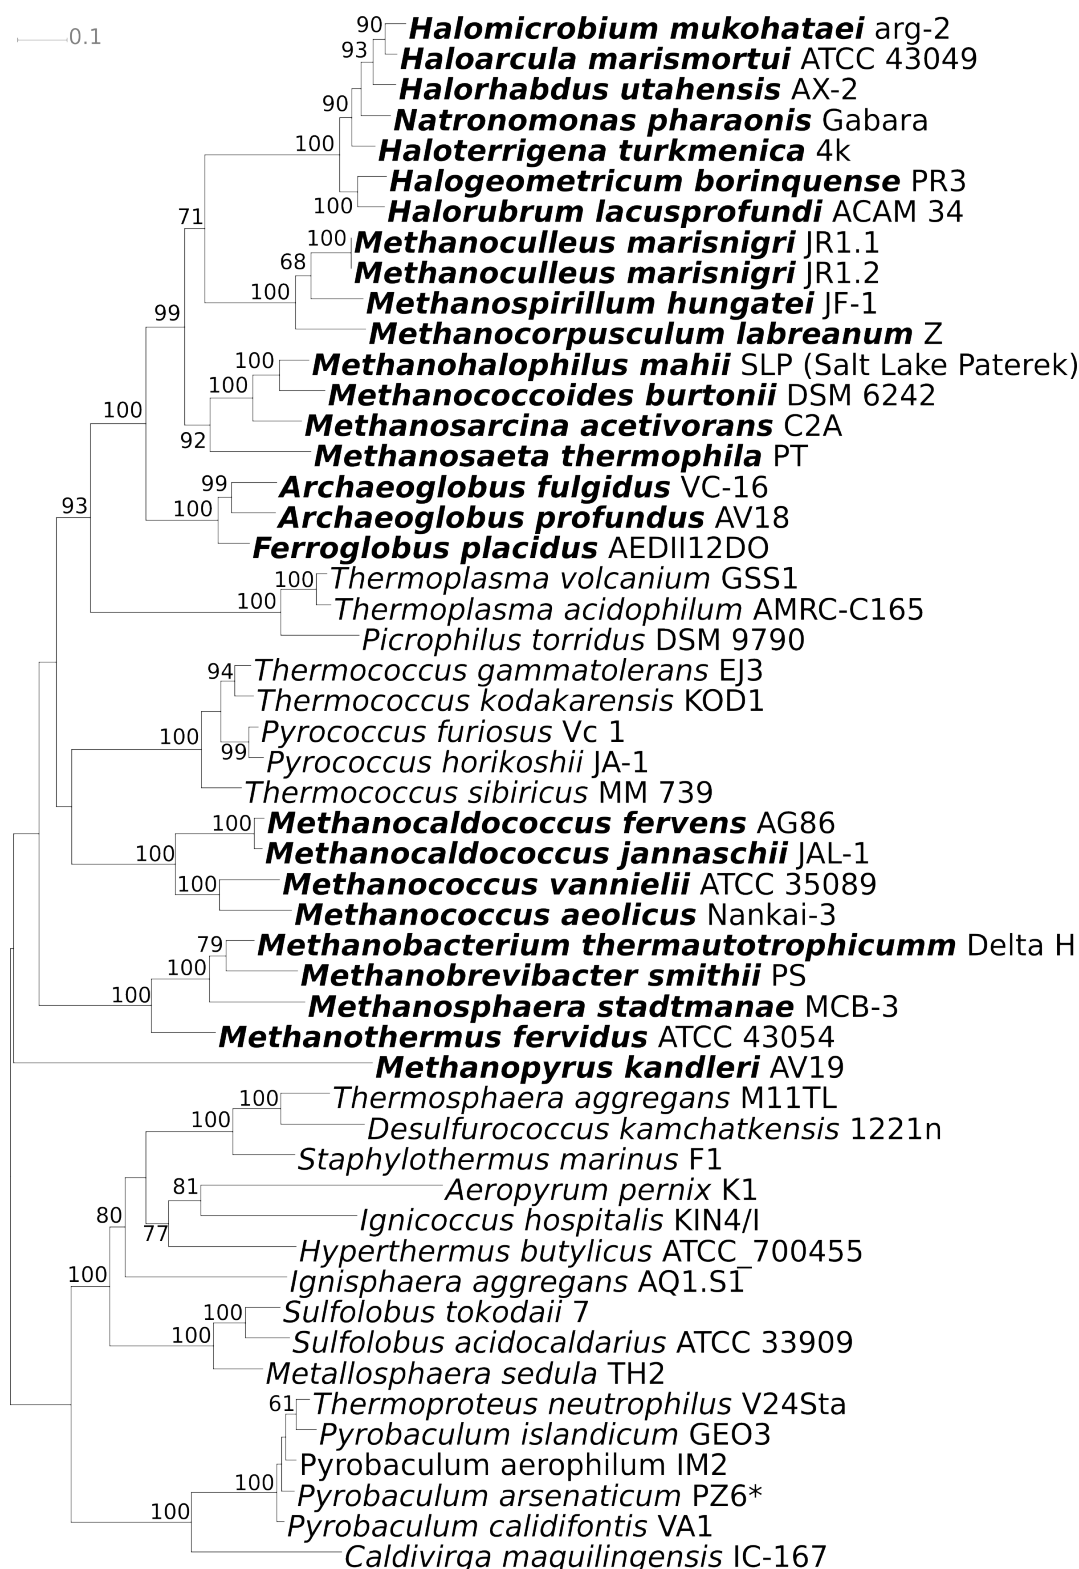 0.1
90
Halomicrobium mukohataei arg-2
93
Haloarcula marismortui ATCC 43049
Halorhabdus utahensis AX-2
90
Natronomonas pharaonis Gabara
100
Haloterrigena turkmenica 4k
Halogeometricum borinquense PR3
100
Halorubrum lacusprofundi ACAM 34
71
100
Methanoculleus marisnigri JR1.1
68
Methanoculleus marisnigri JR1.2
100
Methanospirillum hungatei JF-1
99
Methanocorpusculum labreanum Z
100
Methanohalophilus mahii SLP (Salt Lake Paterek)
100
Methanococcoides burtonii DSM 6242
100
Methanosarcina acetivorans C2A
92
Methanosaeta thermophila PT
99
Archaeoglobus fulgidus VC-16
93
100
Archaeoglobus profundus AV18
Ferroglobus placidus AEDII12DO
100
Thermoplasma volcanium GSS1
100
Thermoplasma acidophilum AMRC-C165
Picrophilus torridus DSM 9790
94
Thermococcus gammatolerans EJ3
Thermococcus kodakarensis KOD1
100
Pyrococcus furiosus Vc 1
99
Pyrococcus horikoshii JA-1
Thermococcus sibiricus MM 739
100
Methanocaldococcus fervens AG86
100
Methanocaldococcus jannaschii JAL-1
100
Methanococcus vannielii ATCC 35089
Methanococcus aeolicus Nankai-3
79
Methanobacterium thermautotrophicumm Delta H
100
Methanobrevibacter smithii PS
100
Methanosphaera stadtmanae MCB-3
Methanothermus fervidus ATCC 43054
Methanopyrus kandleri AV19
100
Thermosphaera aggregans M11TL
100
Desulfurococcus kamchatkensis 1221n
Staphylothermus marinus F1
81
Aeropyrum pernix K1
80
Ignicoccus hospitalis KIN4/I
77
Hyperthermus butylicus ATCC_700455
100
Ignisphaera aggregans AQ1.S1
100
Sulfolobus tokodaii 7
100
Sulfolobus acidocaldarius ATCC 33909
Metallosphaera sedula TH2
61
Thermoproteus neutrophilus V24Sta
Pyrobaculum islandicum GEO3
Pyrobaculum aerophilum IM2
100
Pyrobaculum arsenaticum PZ6*
100
Pyrobaculum calidifontis VA1
Caldivirga maquilingensis IC-167